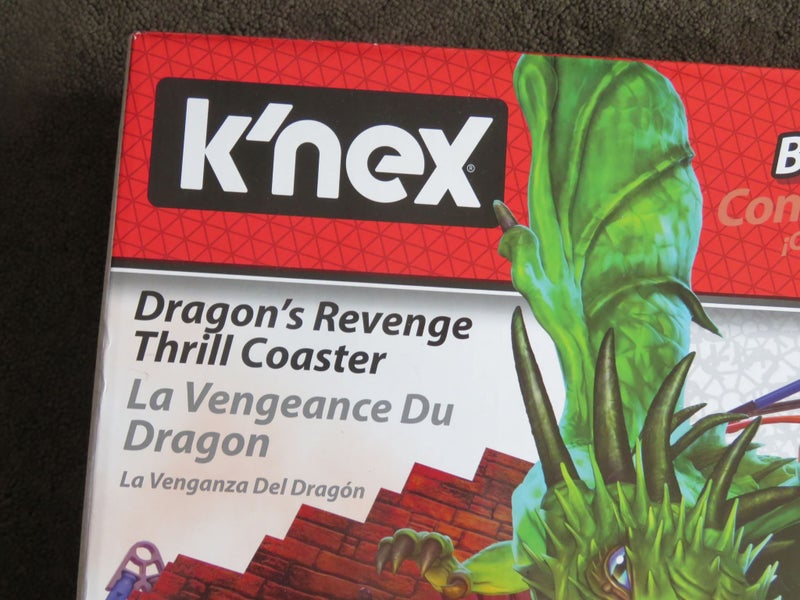 K'NEX®
Dragon's Revenge
Thrill Coaster
La Vengeance Du
Dragon
La Venganza Del Dragón